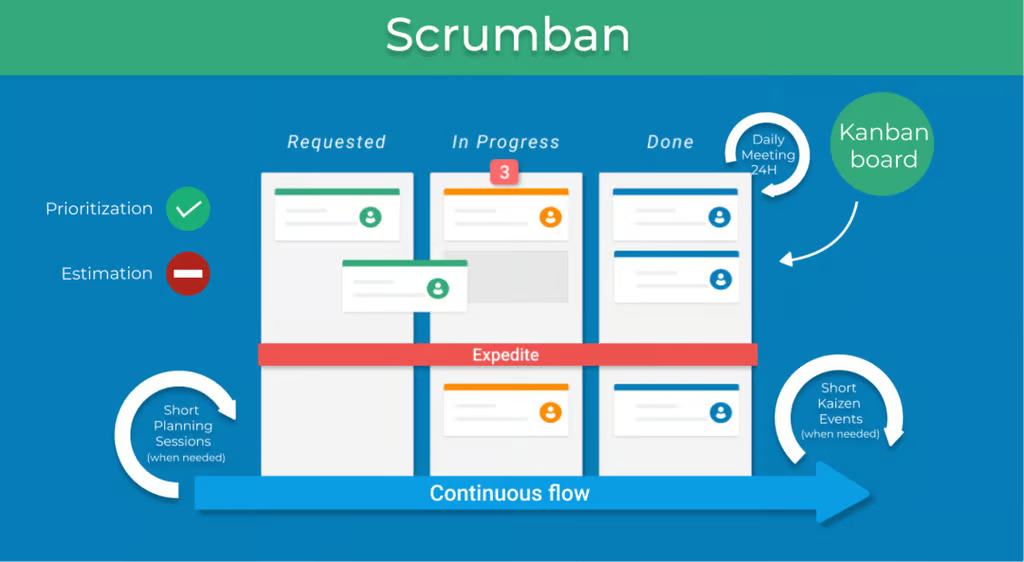 Scrumban
Requested
In Progress
Done
3
Daily
Meeting
24H
Kanban
board
Prioritization
Estimation
Expedite
Short
Planning
Sessions
(when needed)
Short
Kaizen
Events
(when needed)
Continuous flow